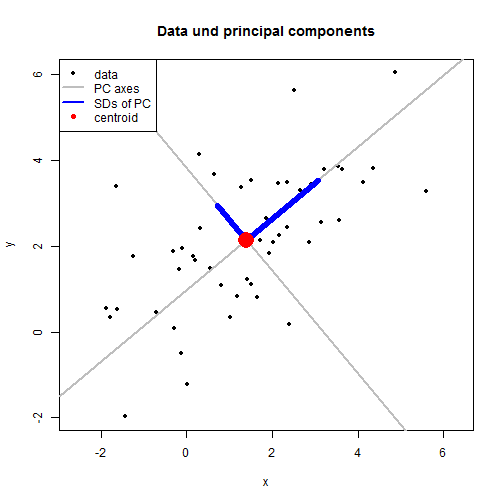 Data und principal components
data
PC axes
SDs of PC
centroid
6
4
2
0
-2
y
-2 0 2 4 6
x